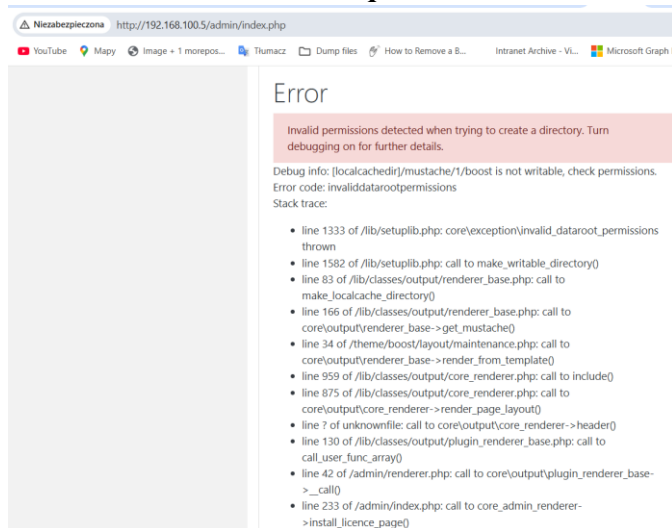 Niezabezpieczona http://192.168.100.5/admin/index.php
YouTube Mapy Image + 1 morepos... Tłumacz Dump files How to Remove a B... Intranet Archive - Vi... Microsoft Graph
Error
Invalid permissions detected when trying to create a directory. Turn
debugging on for further details.
Debug info: [localcachedir]/mustache/1/boost is not writable, check permissions.
Error code: invaliddatarootpermissions
Stack trace:
• line 1333 of /lib/setuplib.php: core\exception\invalid_dataroot_permissions
thrown
• line 1582 of /lib/setuplib.php: call to make_writable_directory()
• line 83 of /lib/classes/output/renderer_base.php: call to
make_localcache_directory()
• line 166 of /lib/classes/output/renderer_base.php: call to
core\output\renderer_base->get_mustache()
• line 34 of /theme/boost/layout/maintenance.php: call to
core\output\renderer_base->render_from_template()
• line 959 of /lib/classes/output/core_renderer.php: call to include()
• line 875 of /lib/classes/output/core_renderer.php: call to
core\output\core_renderer->render_page_layout()
• line ? of unknownfile: call to core\output\core_renderer->header()
• line 130 of /lib/classes/output/plugin_renderer_base.php: call to
call_user_func_array()
• line 42 of /admin/renderer.php: call to core\output\plugin_renderer_base-
>__call()
• line 233 of /admin/index.php: call to core_admin_renderer-
>install_licence_page()